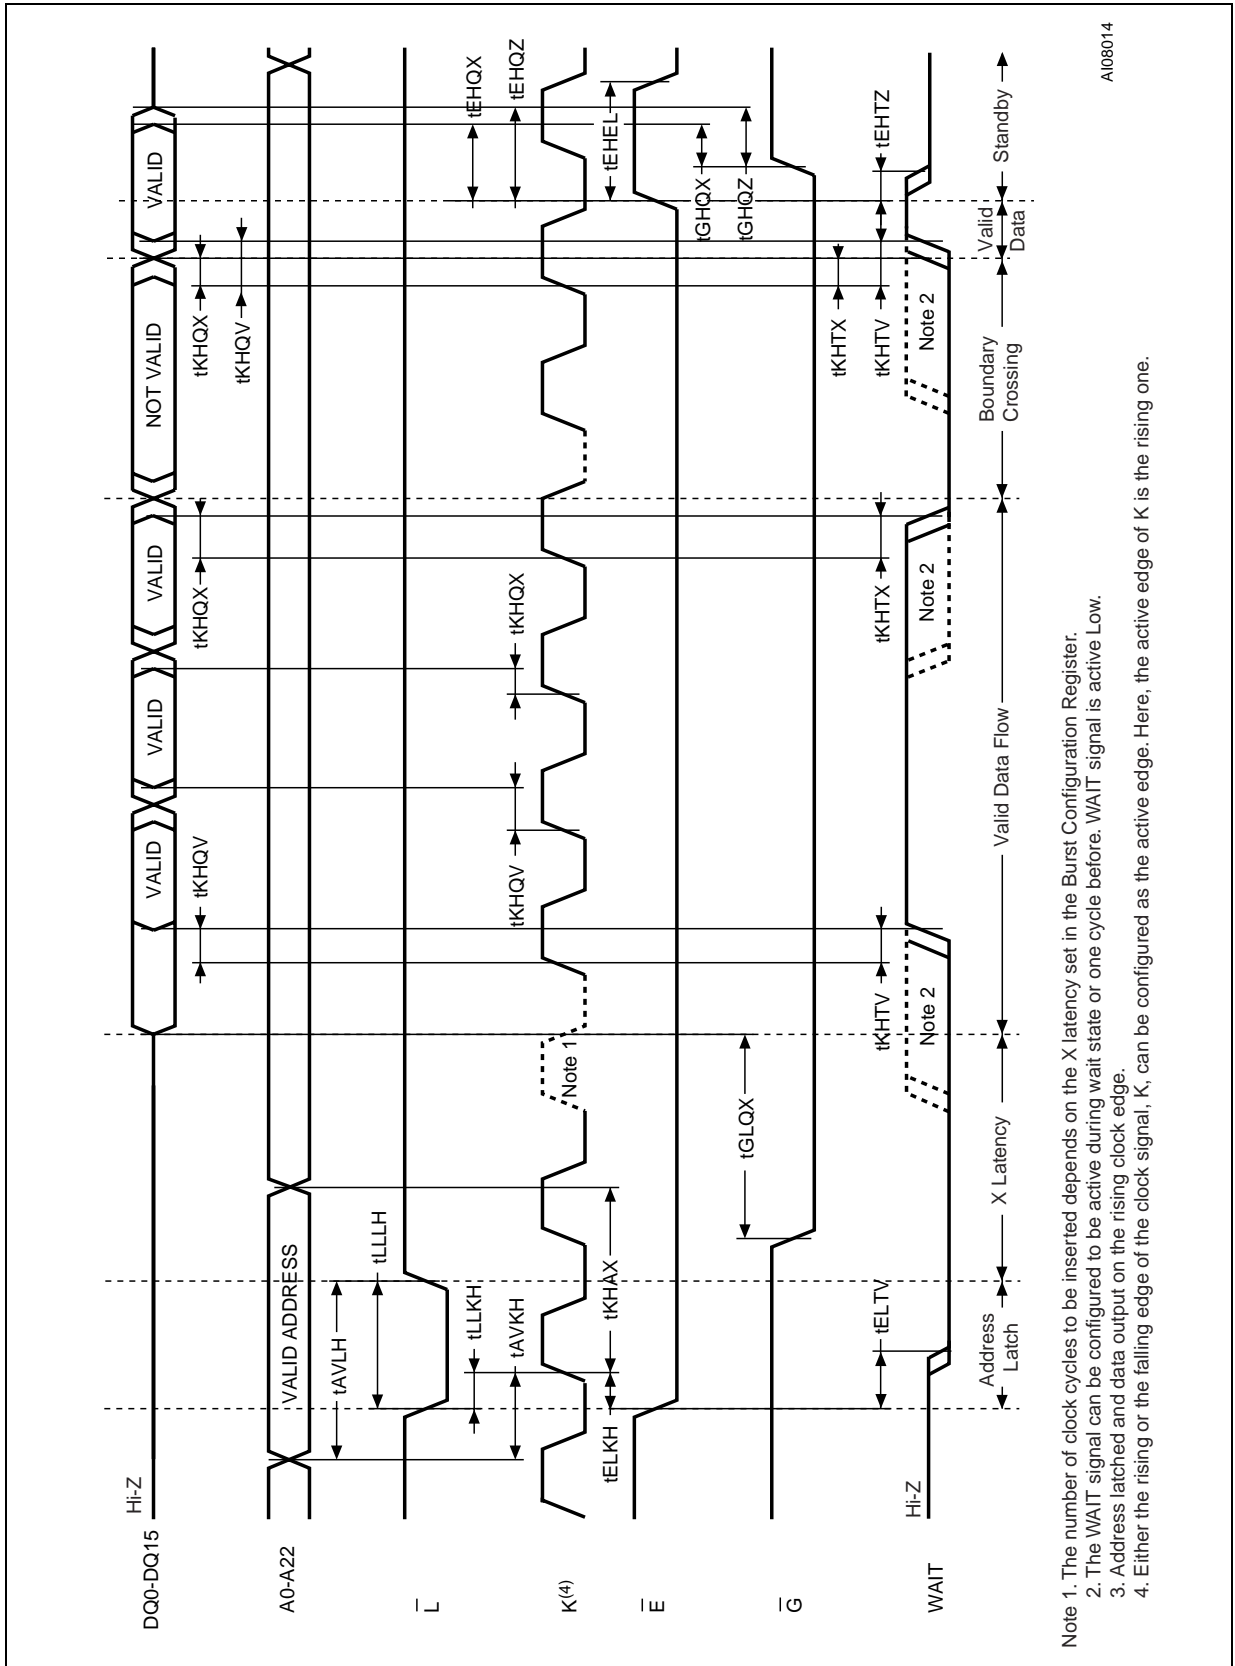 AI08014
DQ0-DQ15
Hi-Z
VALID
VALID
VALID
NOT VALID
VALID
tKHQV
tKHQX
tKHQX
tKHQV
A0-A22
VALID ADDRESS
L
tAVLH
tLLLH
tLLKH
tAVKH
tKHQV
tKHQX
tEHQX
tEHQZ
K(4)
Note 1
tELKH
tKHAX
tEHEL
E
tGHQX
tGHQZ
G
tGLQX
tELTV
tKHTV
tKHTX
tKHTX
tKHTV
tEHTZ
WAIT
Hi-Z
Note 2
Note 2
Note 2
Address
Latch
X Latency
Valid Data Flow
Boundary
Crossing
Valid
Data
Standby
Note 1. The number of clock cycles to be inserted depends on the X latency set in the Burst Configuration Register.
2. The WAIT signal can be configured to be active during wait state or one cycle before. WAIT signal is active Low.
3. Address latched and data output on the rising clock edge.
4. Either the rising or the falling edge of the clock signal, K, can be configured as the active edge. Here, the active edge of K is the rising one.